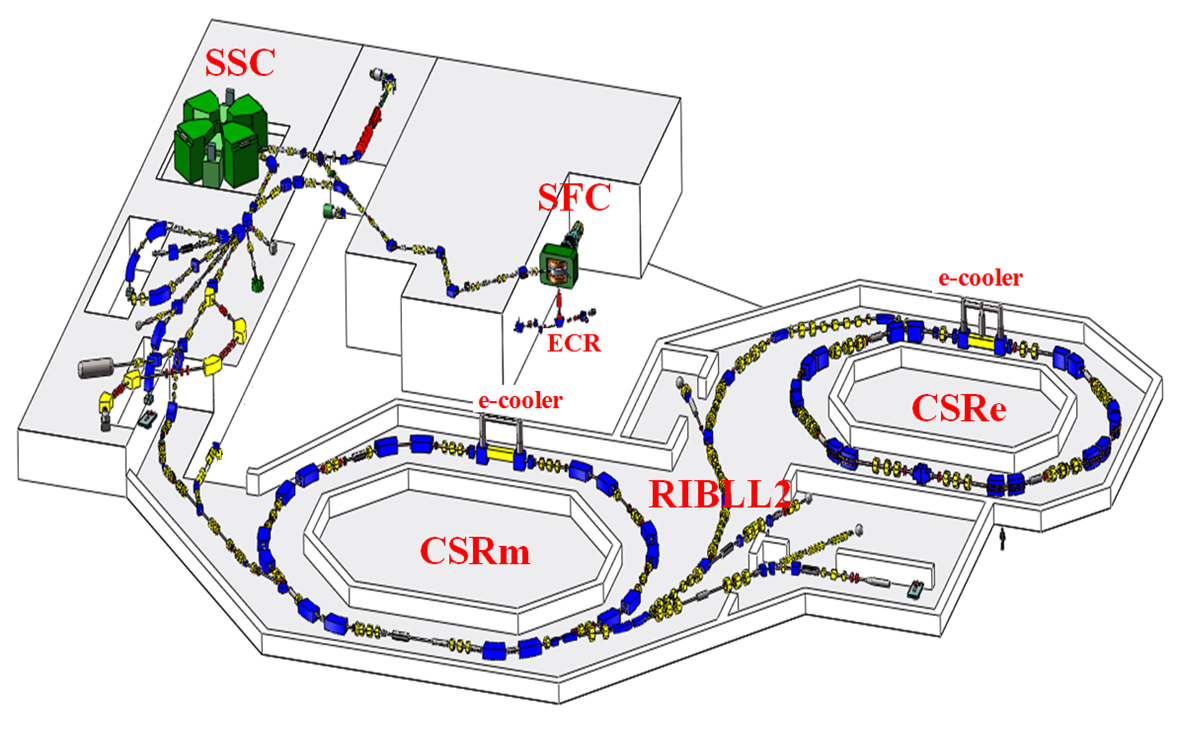 SSC
SFC
e-cooler
ECR
e-cooler
CSRe
RIBLL2
CSRm